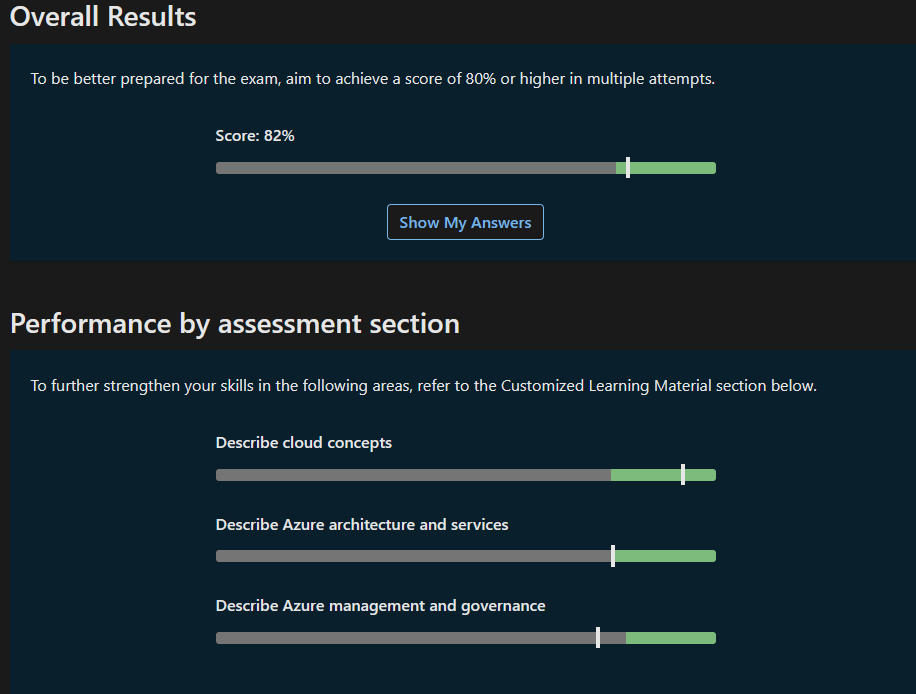 Overall Results
To be better prepared for the exam, aim to achieve a score of 80% or higher in multiple attempts.
Score: 82%
Show My Answers
Performance by assessment section
To further strengthen your skills in the following areas, refer to the Customized Learning Material section below.
Describe cloud concepts
Describe Azure architecture and services
Describe Azure management and governance